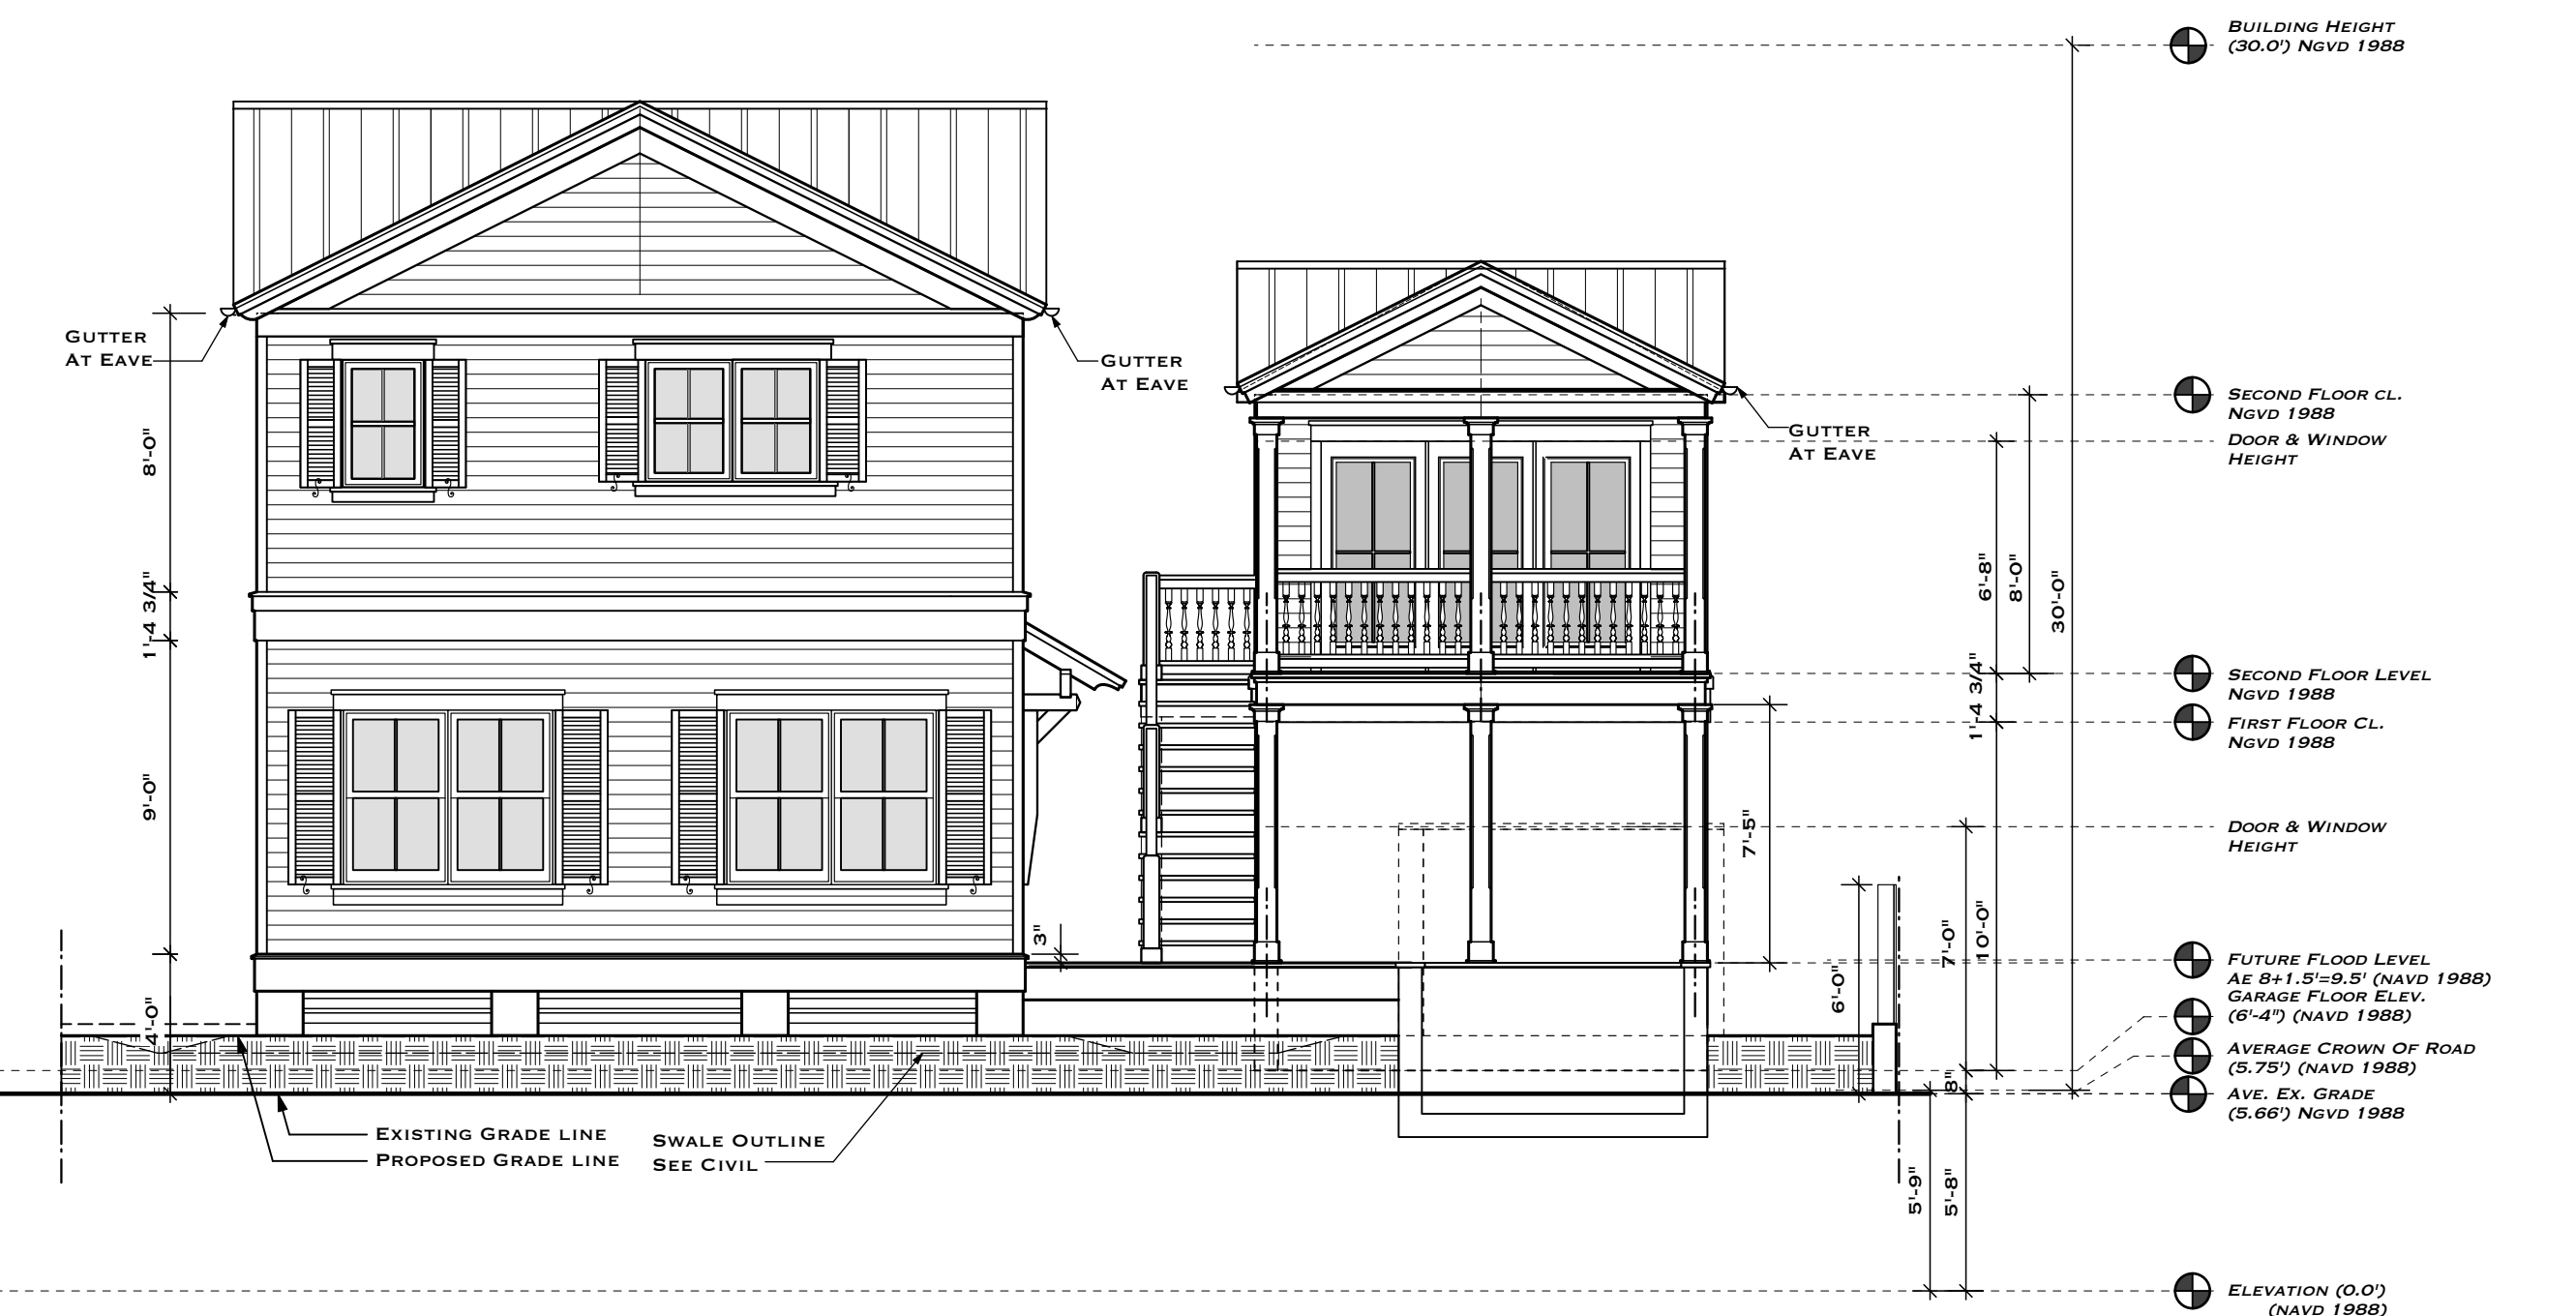 BUILDING HEIGHT
(30.0') NGVD 1988
GUTTER
AT EAVE
GUTTER
AT EAVE
GUTTER
AT EAVE
SECOND FLOOR CL.
NGVD 1988
DOOR & WINDOW
HEIGHT
8'-0"
1'-4 3/4"
9'-0"
4'-0"
3"
6'-8"
8'-0"
30'-0"
1'-4 3/4"
SECOND FLOOR LEVEL
NGVD 1988
FIRST FLOOR CL.
NGVD 1988
7'-5"
DOOR & WINDOW
HEIGHT
6'-0"
7'-0"
10'-0"
FUTURE FLOOD LEVEL
AE 8+1.5'=9.5' (NAVD 1988)
GARAGE FLOOR ELEV.
(6'-4") (NAVD 1988)
AVERAGE CROWN OF ROAD
(5.75') (NAVD 1988)
8"
AVE. EX. GRADE
(5.66') NGVD 1988
EXISTING GRADE LINE
PROPOSED GRADE LINE
SWALE OUTLINE
SEE CIVIL
5'-9"
5'-8"
ELEVATION (0.0')
(NAVD 1988)